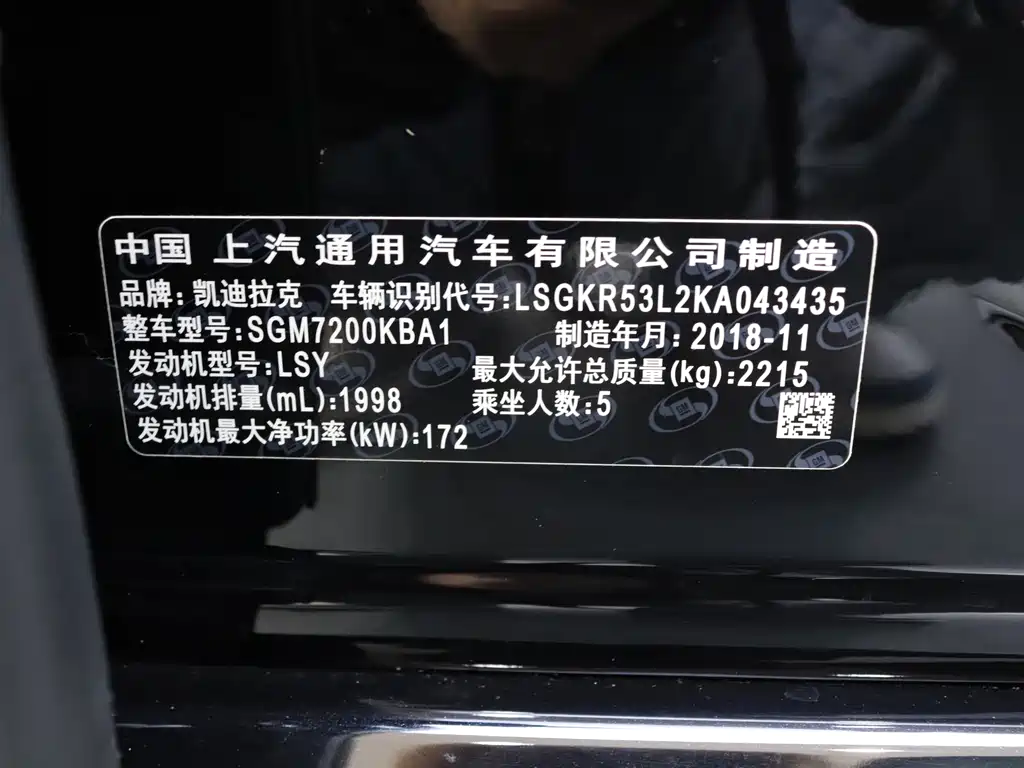 中国 上汽通用汽车有限公司制造
品牌: 凯迪拉克 车辆识别代号:LSGKR53L2KA043435
整车型号:SGM7200KBA1 制造年月: 2018-11
发动机型号:LSY 最大允许总质量(kg):2215
发动机排量(mL):1998 乘坐人数:5
发动机最大净功率(kW):172